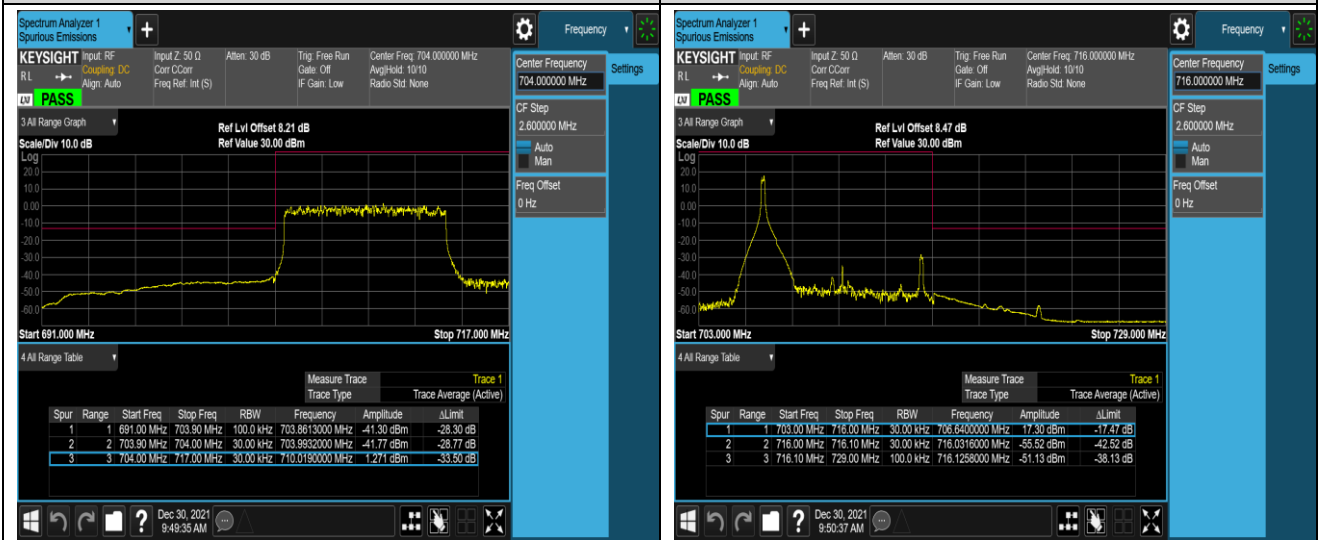 Spectrum Analyzer 1
Spurious Emissions
+
Frequency
KEYSIGHT Input: RF Input Z: 50 Ω Atten: 30 dB Trig: Free Run Center Freq: 704.000000 MHz
Coupling: DC Corr CCorr Gate: Off Avg|Hold: 10/10
R L Align: Auto Freq Ref: Int (S) IF Gain: Low Radio Std: None
LXI PASS
Center Frequency
704.000000 MHz
Settings
CF Step
2.600000 MHz
Auto
Man
Freq Offset
0 Hz
3 All Range Graph
Ref Lvl Offset 8.21 dB
Scale/Div 10.0 dB Ref Value 30.00 dBm
Log
20.0
10.0
0.00
-10.0
-20.0
-30.0
-40.0
-50.0
-60.0
Start 691.000 MHz Stop 717.000 MHz
4 All Range Table
Measure Trace Trace 1
Trace Type Trace Average (Active)
Spur Range Start Freq Stop Freq RBW Frequency Amplitude ΔLimit
1 1 691.00 MHz 703.90 MHz 100.0 kHz 703.8613000 MHz -41.30 dBm -28.30 dB
2 2 703.90 MHz 704.00 MHz 30.00 kHz 703.9932000 MHz -41.77 dBm -28.77 dB
3 3 704.00 MHz 717.00 MHz 30.00 kHz 710.0190000 MHz 1.271 dBm -33.50 dB
? Dec 30, 2021
9:49:35 AM
Spectrum Analyzer 1
Spurious Emissions
+
Frequency
KEYSIGHT Input: RF Input Z: 50 Ω Atten: 30 dB Trig: Free Run Center Freq: 716.000000 MHz
Coupling: DC Corr CCorr Gate: Off Avg|Hold: 10/10
R L Align: Auto Freq Ref: Int (S) IF Gain: Low Radio Std: None
LXI PASS
Center Frequency
716.000000 MHz
Settings
CF Step
2.600000 MHz
Auto
Man
Freq Offset
0 Hz
3 All Range Graph
Ref Lvl Offset 8.47 dB
Scale/Div 10.0 dB Ref Value 30.00 dBm
Log
20.0
10.0
0.00
-10.0
-20.0
-30.0
-40.0
-50.0
-60.0
Start 703.000 MHz Stop 729.000 MHz
4 All Range Table
Measure Trace Trace 1
Trace Type Trace Average (Active)
Spur Range Start Freq Stop Freq RBW Frequency Amplitude ΔLimit
1 1 703.00 MHz 716.00 MHz 30.00 kHz 706.6400000 MHz 17.30 dBm -17.47 dB
2 2 716.00 MHz 716.10 MHz 30.00 kHz 716.0316000 MHz -55.52 dBm -42.52 dB
3 3 716.10 MHz 729.00 MHz 100.0 kHz 716.1258000 MHz -51.13 dBm -38.13 dB
? Dec 30, 2021
9:50:37 AM